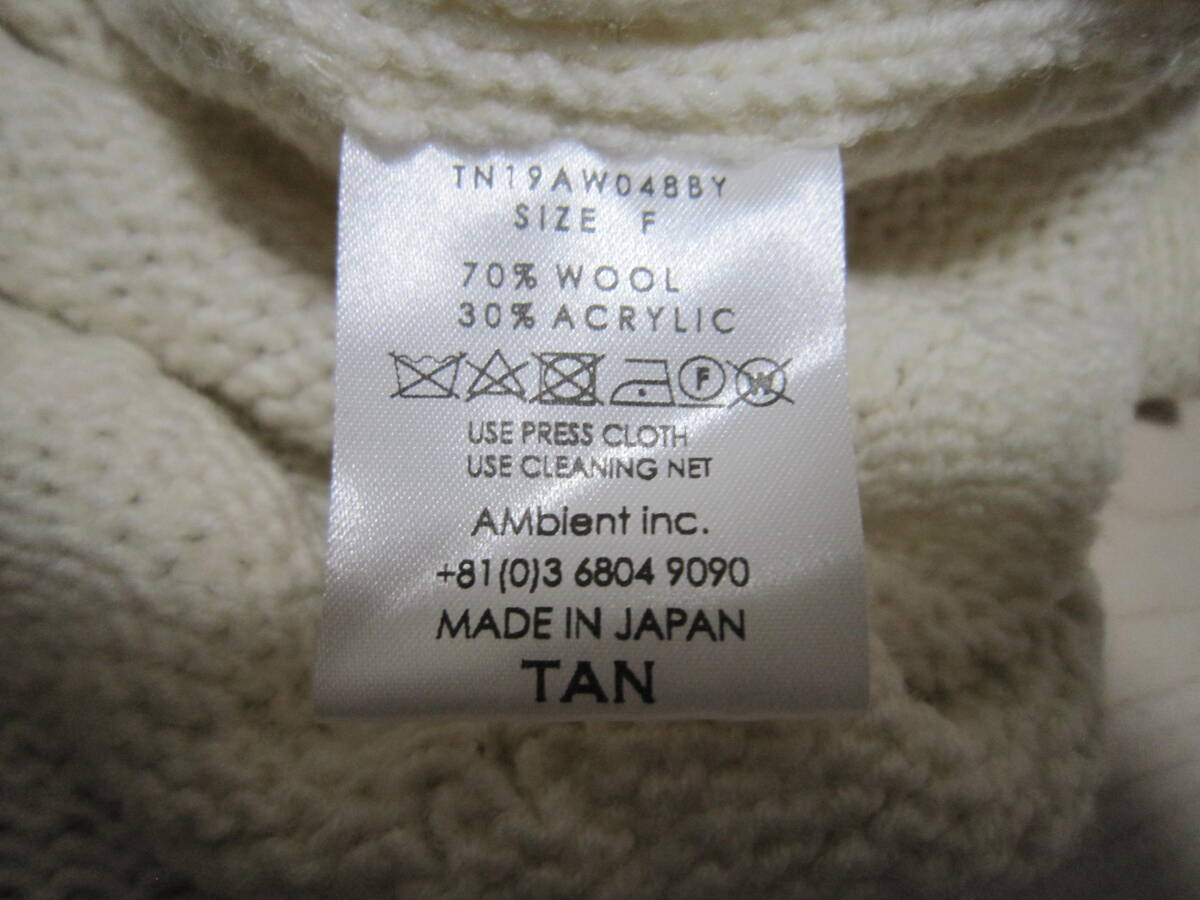 TN19AW048BY
SIZE F
70% WOOL
30% ACRYLIC
F W
USE PRESS CLOTH
USE CLEANING NET
AMbient inc.
+81(0)3 6804 9090
MADE IN JAPAN
TAN